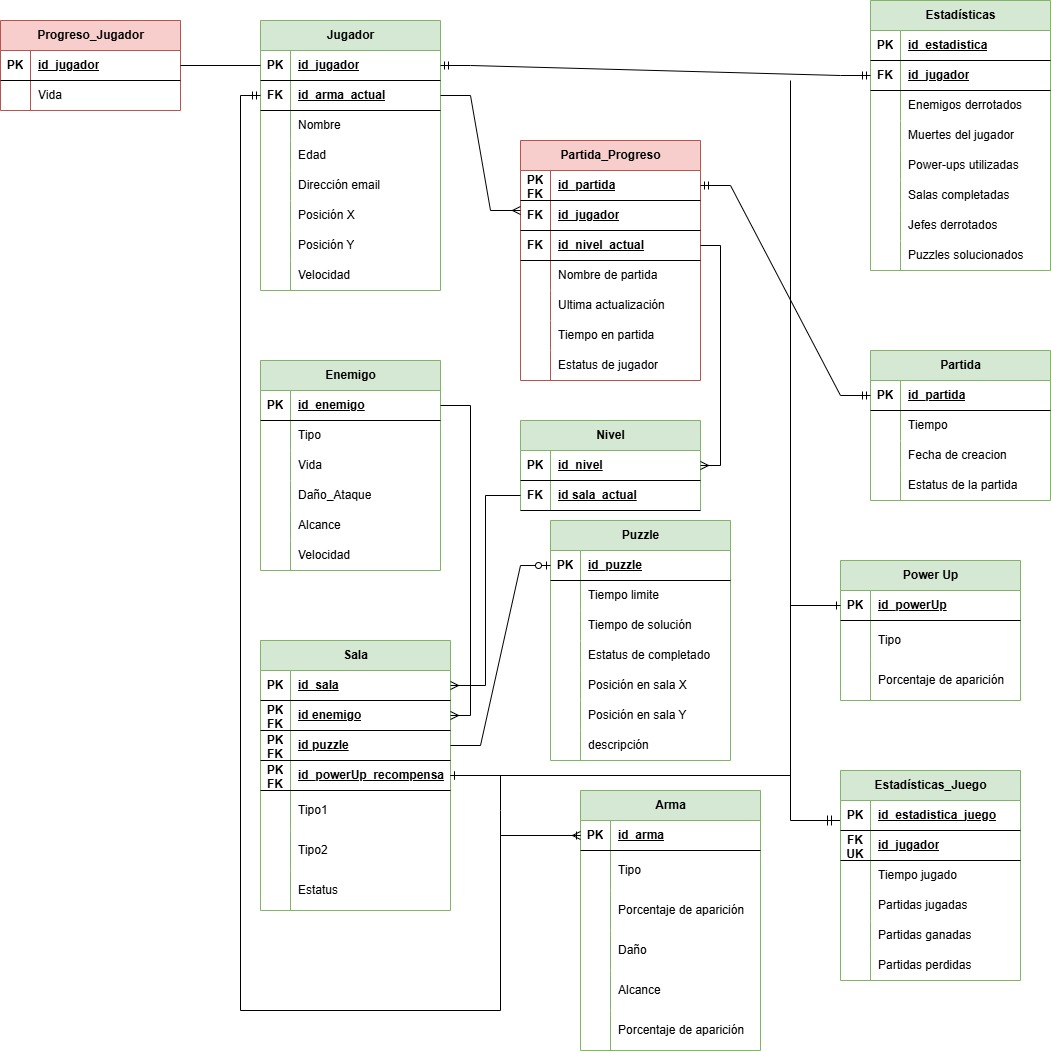 Progreso_Jugador
PK id_jugador
Vida
Jugador
PK id_jugador
FK id_arma_actual
Nombre
Edad
Dirección email
Posición X
Posición Y
Velocidad
Estadísticas
PK id_estadistica
FK id_jugador
Enemigos derrotados
Muertes del jugador
Power-ups utilizadas
Salas completadas
Jefes derrotados
Puzzles solucionados
Partida_Progreso
PK
FK id_partida
FK id_jugador
FK id_nivel_actual
Nombre de partida
Ultima actualización
Tiempo en partida
Estatus de jugador
Partida
PK id_partida
Tiempo
Fecha de creacion
Estatus de la partida
Enemigo
PK id_enemigo
Tipo
Vida
Daño_Ataque
Alcance
Velocidad
Nivel
PK id_nivel
FK id sala_actual
Puzzle
PK id_puzzle
Tiempo limite
Tiempo de solución
Estatus de completado
Posición en sala X
Posición en sala Y
descripción
Power Up
PK id_powerUp
Tipo
Porcentaje de aparición
Sala
PK id_sala
PK
FK id enemigo
PK
FK id puzzle
PK
FK id_powerUp_recompensa
Tipo1
Tipo2
Estatus
Arma
PK id_arma
Tipo
Porcentaje de aparición
Daño
Alcance
Porcentaje de aparición
Estadísticas_Juego
PK id_estadistica_juego
FK
UK id_jugador
Tiempo jugado
Partidas jugadas
Partidas ganadas
Partidas perdidas